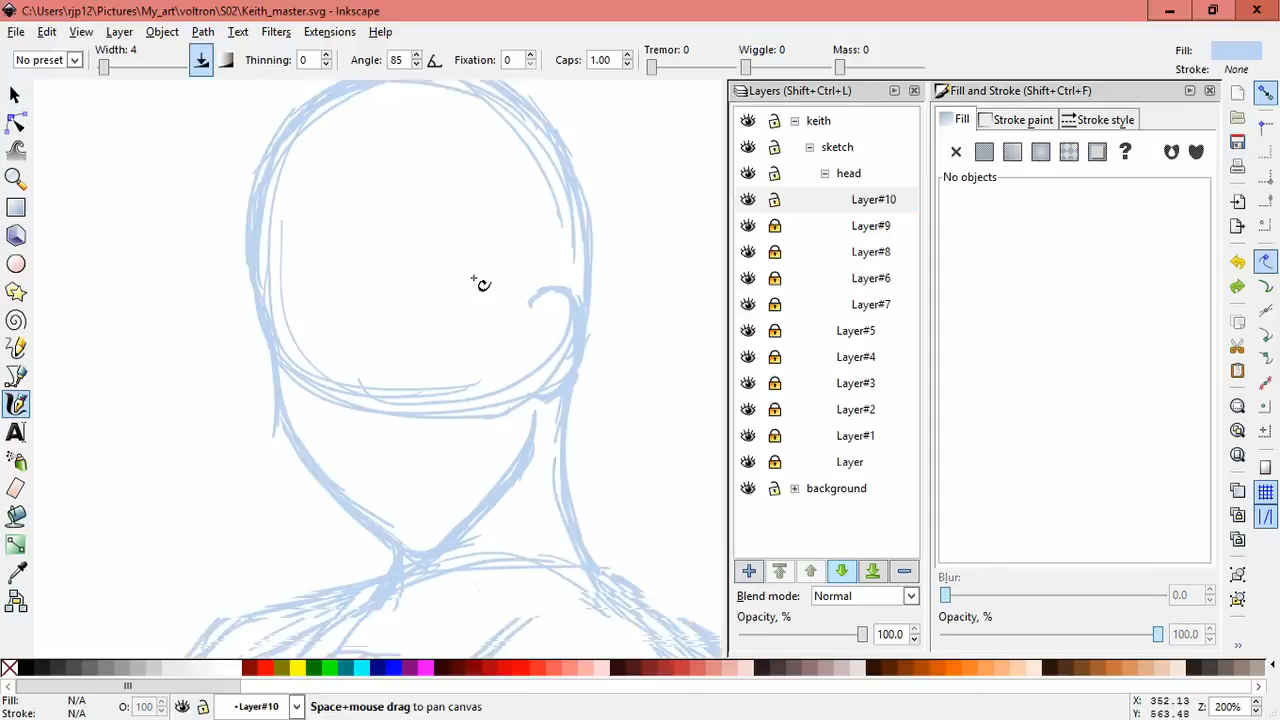 C:\Users\rjp12\Pictures\My_art\voltron\S02\Keith_master.svg - Inkscape
File Edit View Layer Object Path Text Filters Extensions Help
No preset Width: 4 Thinning: 0 Angle: 85 Fixation: 0 Caps: 1.00 Tremor: 0 Wiggle: 0 Mass: 0 Fill:
Stroke: None
Layers (Shift+Ctrl+L) Fill and Stroke (Shift+Ctrl+F)
keith Fill Stroke paint Stroke style
sketch
head
No objects
Layer#10
Layer#9
Layer#8
Layer#6
Layer#7
Layer#5
Layer#4
Layer#3
Layer#2
Layer#1
Layer
background
Blur:
Blend mode: Normal 0.0
Opacity, % Opacity, %
100.0 100.0
Fill: N/A O: 100 •Layer#10 Space+mouse drag to pan canvas X: 352.13 Z: 200%
Stroke: N/A Y: 563.48